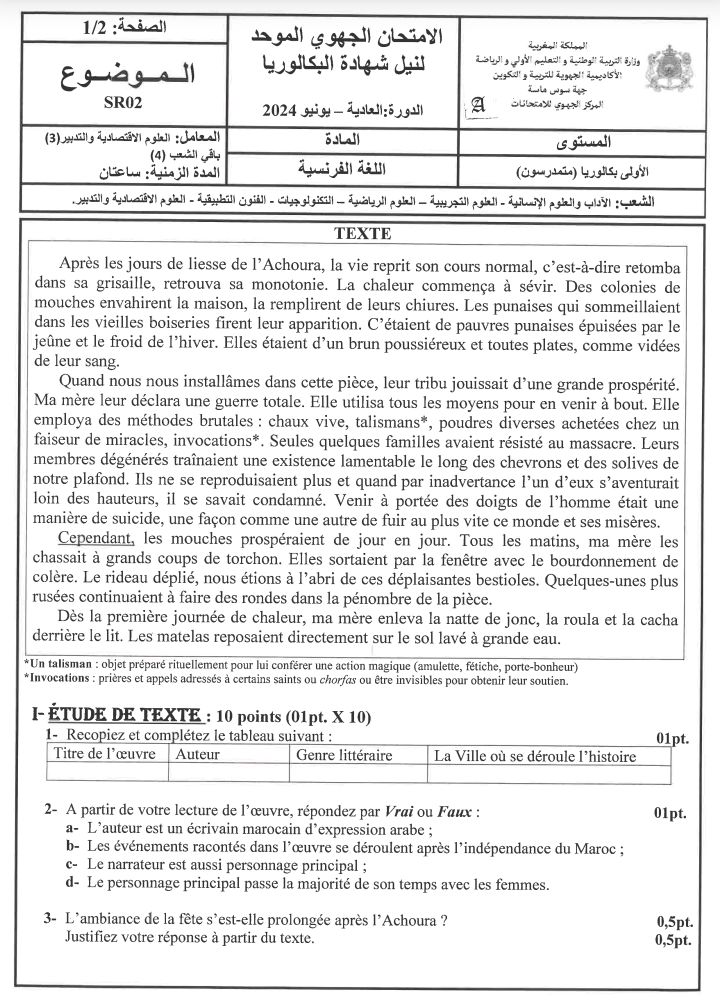 المملكة المغربية
وزارة التربية الوطنية و التعليم الأولي و الرياضة
الأكاديمية الجهوية للتربية و التكوين
جهة سوس ماسة
المركز الجهوي للامتحانات
A
الامتحان الجهوي الموحد
لنيل شهادة البكالوريا
الدورة:العادية – يونيو 2024
الصفحة: 1/2
الـمـوضـوع
SR02
المستوى
المادة
المعامل: العلوم الاقتصادية والتدبير(3)
باقي الشعب (4)
الأولى بكالوريا (متمدرسون)
اللغة الفرنسية
المدة الزمنية: ساعتان
الشعب: الآداب والعلوم الإنسانية - العلوم التجريبية – العلوم الرياضية – التكنولوجيات - الفنون التطبيقية - العلوم الاقتصادية والتدبير.
TEXTE
Après les jours de liesse de l'Achoura, la vie reprit son cours normal, c'est-à-dire retomba
dans sa grisaille, retrouva sa monotonie. La chaleur commença à sévir. Des colonies de
mouches envahirent la maison, la remplirent de leurs chiures. Les punaises qui sommeillaient
dans les vieilles boiseries firent leur apparition. C'étaient de pauvres punaises épuisées par le
jeûne et le froid de l'hiver. Elles étaient d'un brun poussiéreux et toutes plates, comme vidées
de leur sang.
Quand nous nous installâmes dans cette pièce, leur tribu jouissait d'une grande prospérité.
Ma mère leur déclara une guerre totale. Elle utilisa tous les moyens pour en venir à bout. Elle
employa des méthodes brutales : chaux vive, talismans*, poudres diverses achetées chez un
faiseur de miracles, invocations*. Seules quelques familles avaient résisté au massacre. Leurs
membres dégénérés traînaient une existence lamentable le long des chevrons et des solives de
notre plafond. Ils ne se reproduisaient plus et quand par inadvertance l'un d'eux s'aventurait
loin des hauteurs, il se savait condamné. Venir à portée des doigts de l'homme était une
manière de suicide, une façon comme une autre de fuir au plus vite ce monde et ses misères.
Cependant, les mouches prospéraient de jour en jour. Tous les matins, ma mère les
chassait à grands coups de torchon. Elles sortaient par la fenêtre avec le bourdonnement de
colère. Le rideau déplié, nous étions à l'abri de ces déplaisantes bestioles. Quelques-unes plus
rusées continuaient à faire des rondes dans la pénombre de la pièce.
Dès la première journée de chaleur, ma mère enleva la natte de jonc, la roula et la cacha
derrière le lit. Les matelas reposaient directement sur le sol lavé à grande eau.
*Un talisman : objet préparé rituellement pour lui conférer une action magique (amulette, fétiche, porte-bonheur)
*Invocations : prières et appels adressés à certains saints ou chorfas ou être invisibles pour obtenir leur soutien.
I- ÉTUDE DE TEXTE : 10 points (01pt. X 10)
1- Recopiez et complétez le tableau suivant : 01pt.
Titre de l'œuvre Auteur Genre littéraire La Ville où se déroule l'histoire
2- A partir de votre lecture de l'œuvre, répondez par Vrai ou Faux : 01pt.
a- L'auteur est un écrivain marocain d'expression arabe ;
b- Les événements racontés dans l'œuvre se déroulent après l'indépendance du Maroc ;
c- Le narrateur est aussi personnage principal ;
d- Le personnage principal passe la majorité de son temps avec les femmes.
3- L'ambiance de la fête s'est-elle prolongée après l'Achoura ? 0,5pt.
Justifiez votre réponse à partir du texte. 0,5pt.